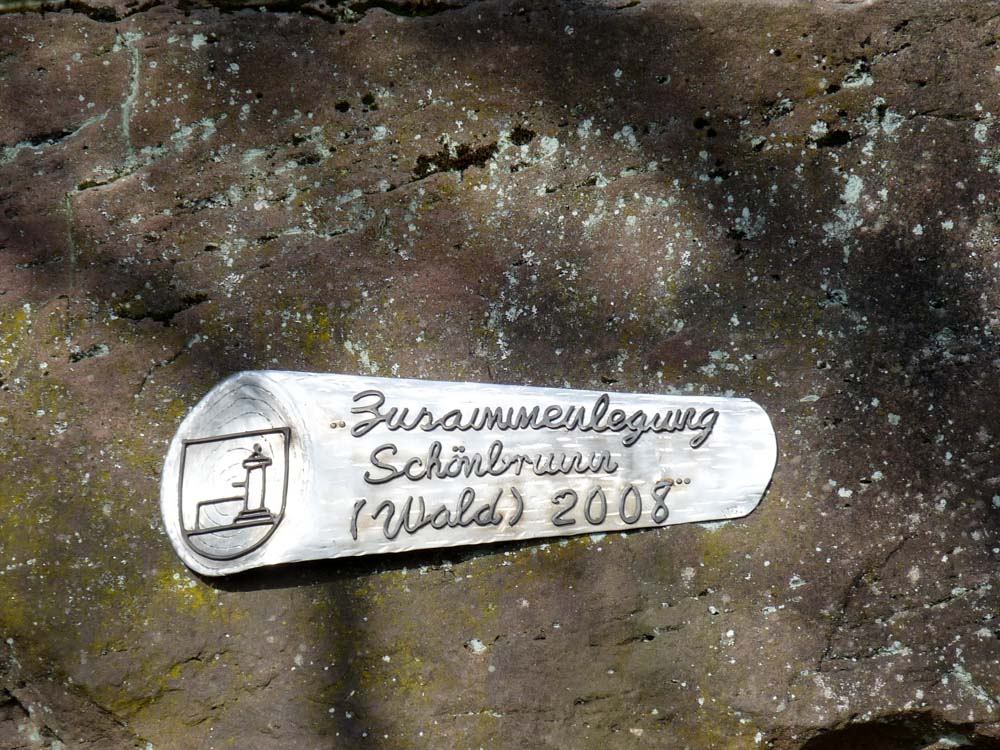 „Zusammenlegung
Schönbrunn
(Wald) 2008“